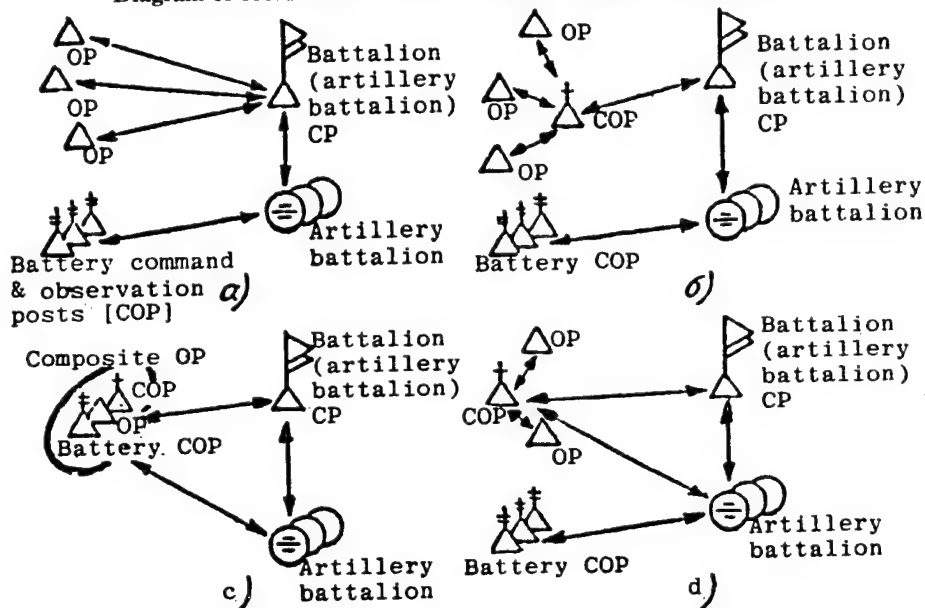 OP
OP
OP
Battalion
(artillery
battalion)
CP
Artillery
battalion
Battery command
& observation
posts [COP]
а)
OP
OP
OP
COP
Battalion
(artillery
battalion)
CP
Artillery
battalion
Battery COP
б)
Composite OP
COP
OP
Battery. COP
Battalion
(artillery
battalion)
CP
Artillery
battalion
c)
OP
COP
OP
Battalion
(artillery
battalion)
CP
Artillery
battalion
Battery COP
d)